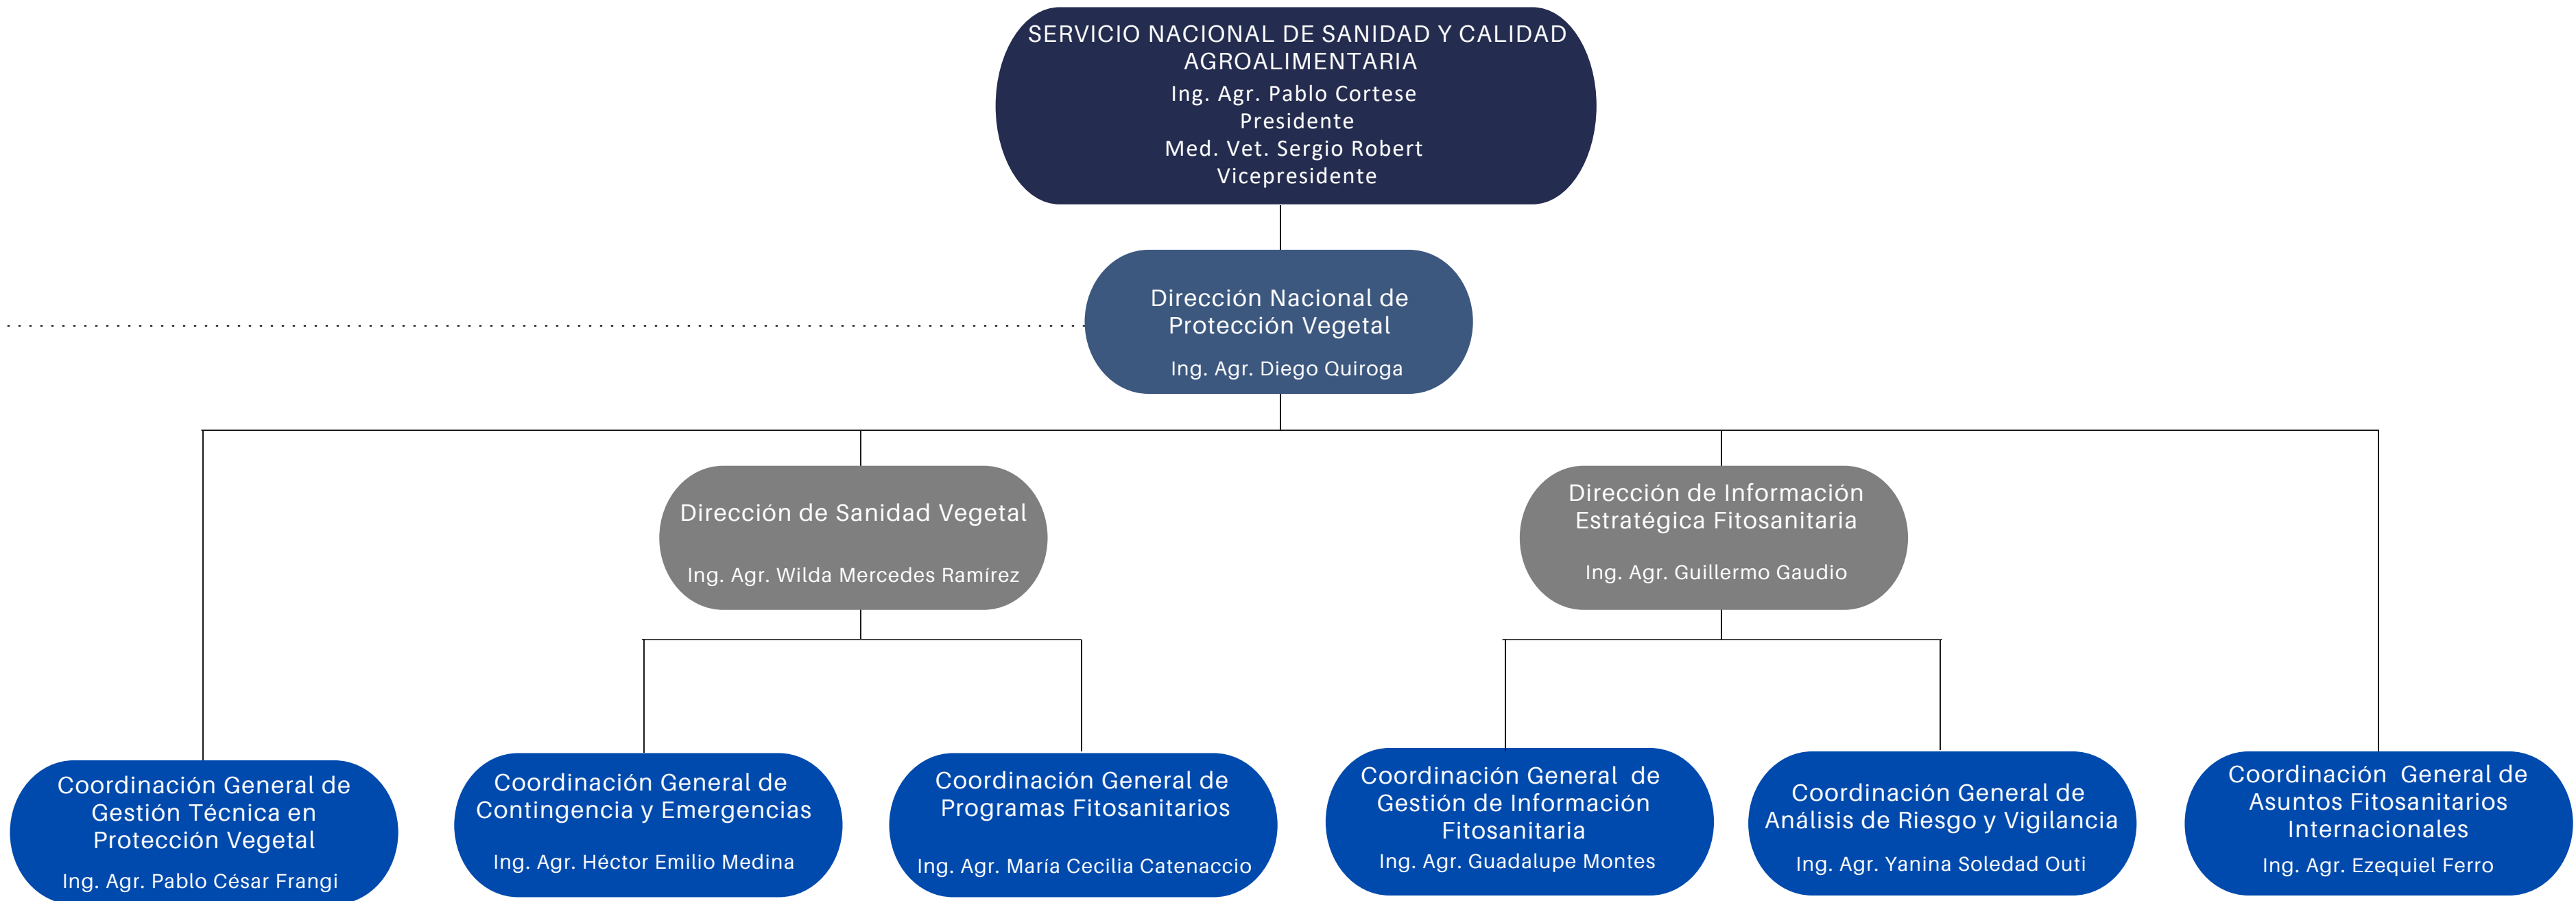 SERVICIO NACIONAL DE SANIDAD Y CALIDAD
AGROALIMENTARIA
Ing. Agr. Pablo Cortese
Presidente
Med. Vet. Sergio Robert
Vicepresidente
Dirección Nacional de
Protección Vegetal
Ing. Agr. Diego Quiroga
Dirección de Sanidad Vegetal
Ing. Agr. Wilda Mercedes Ramírez
Dirección de Información
Estratégica Fitosanitaria
Ing. Agr. Guillermo Gaudio
Coordinación General de
Gestión Técnica en
Protección Vegetal
Ing. Agr. Pablo César Frangi
Coordinación General de
Contingencia y Emergencias
Ing. Agr. Héctor Emilio Medina
Coordinación General de
Programas Fitosanitarios
Ing. Agr. María Cecilia Catenaccio
Coordinación General de
Gestión de Información
Fitosanitaria
Ing. Agr. Guadalupe Montes
Coordinación General de
Análisis de Riesgo y Vigilancia
Ing. Agr. Yanina Soledad Outi
Coordinación General de
Asuntos Fitosanitarios
Internacionales
Ing. Agr. Ezequiel Ferro